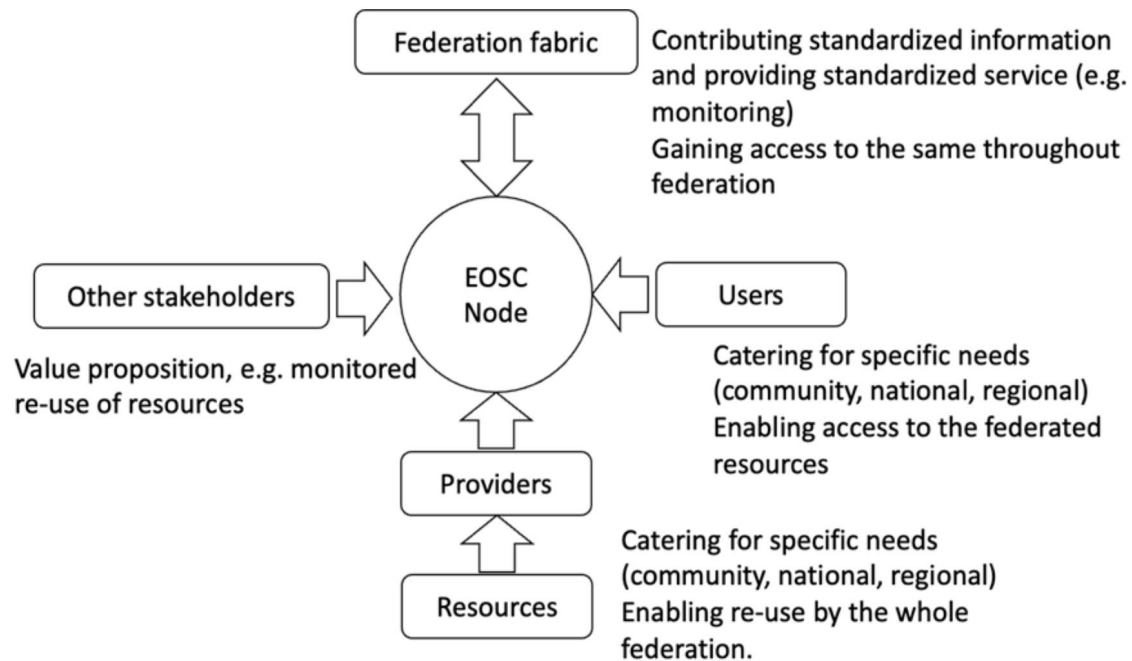 Federation fabric
Contributing standardized information
and providing standardized service (e.g.
monitoring)
Gaining access to the same throughout
federation
EOSC
Node
Other stakeholders
Users
Value proposition, e.g. monitored
re-use of resources
Catering for specific needs
(community, national, regional)
Enabling access to the federated
resources
Providers
Resources
Catering for specific needs
(community, national, regional)
Enabling re-use by the whole
federation.